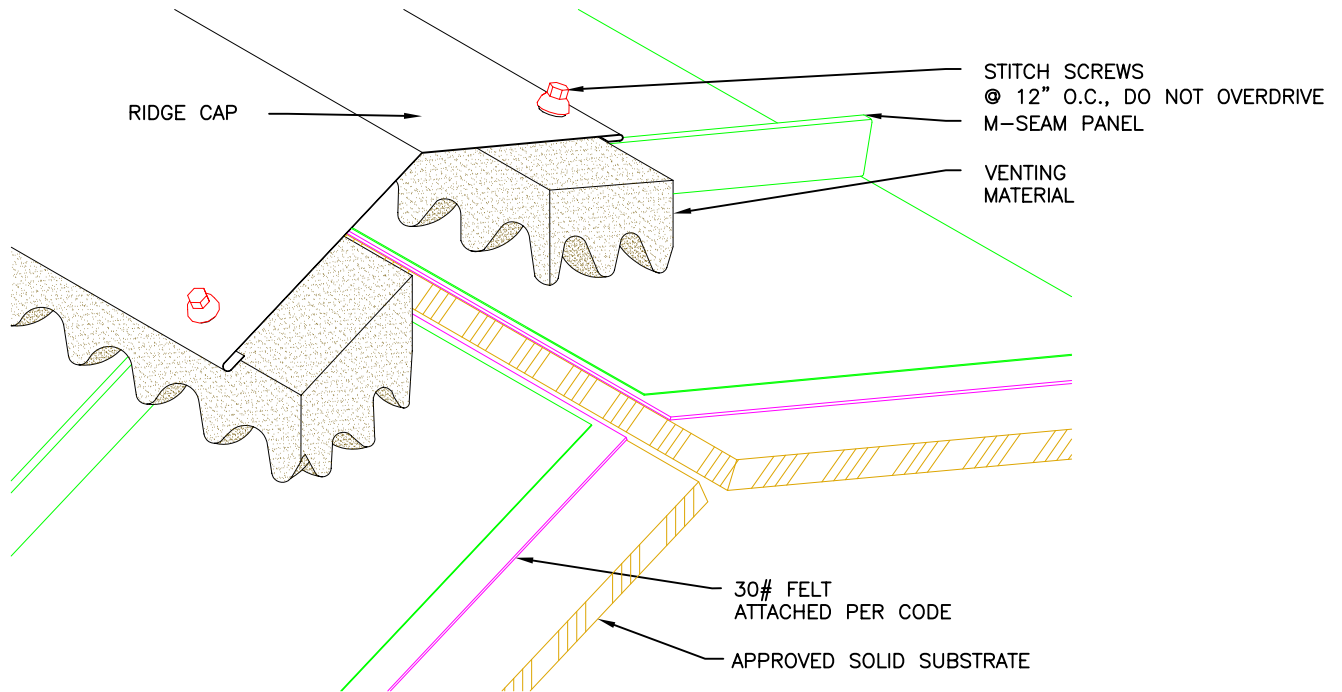 RIDGE CAP
STITCH SCREWS
@ 12" O.C., DO NOT OVERDRIVE
M-SEAM PANEL
VENTING
MATERIAL
30# FELT
ATTACHED PER CODE
APPROVED SOLID SUBSTRATE